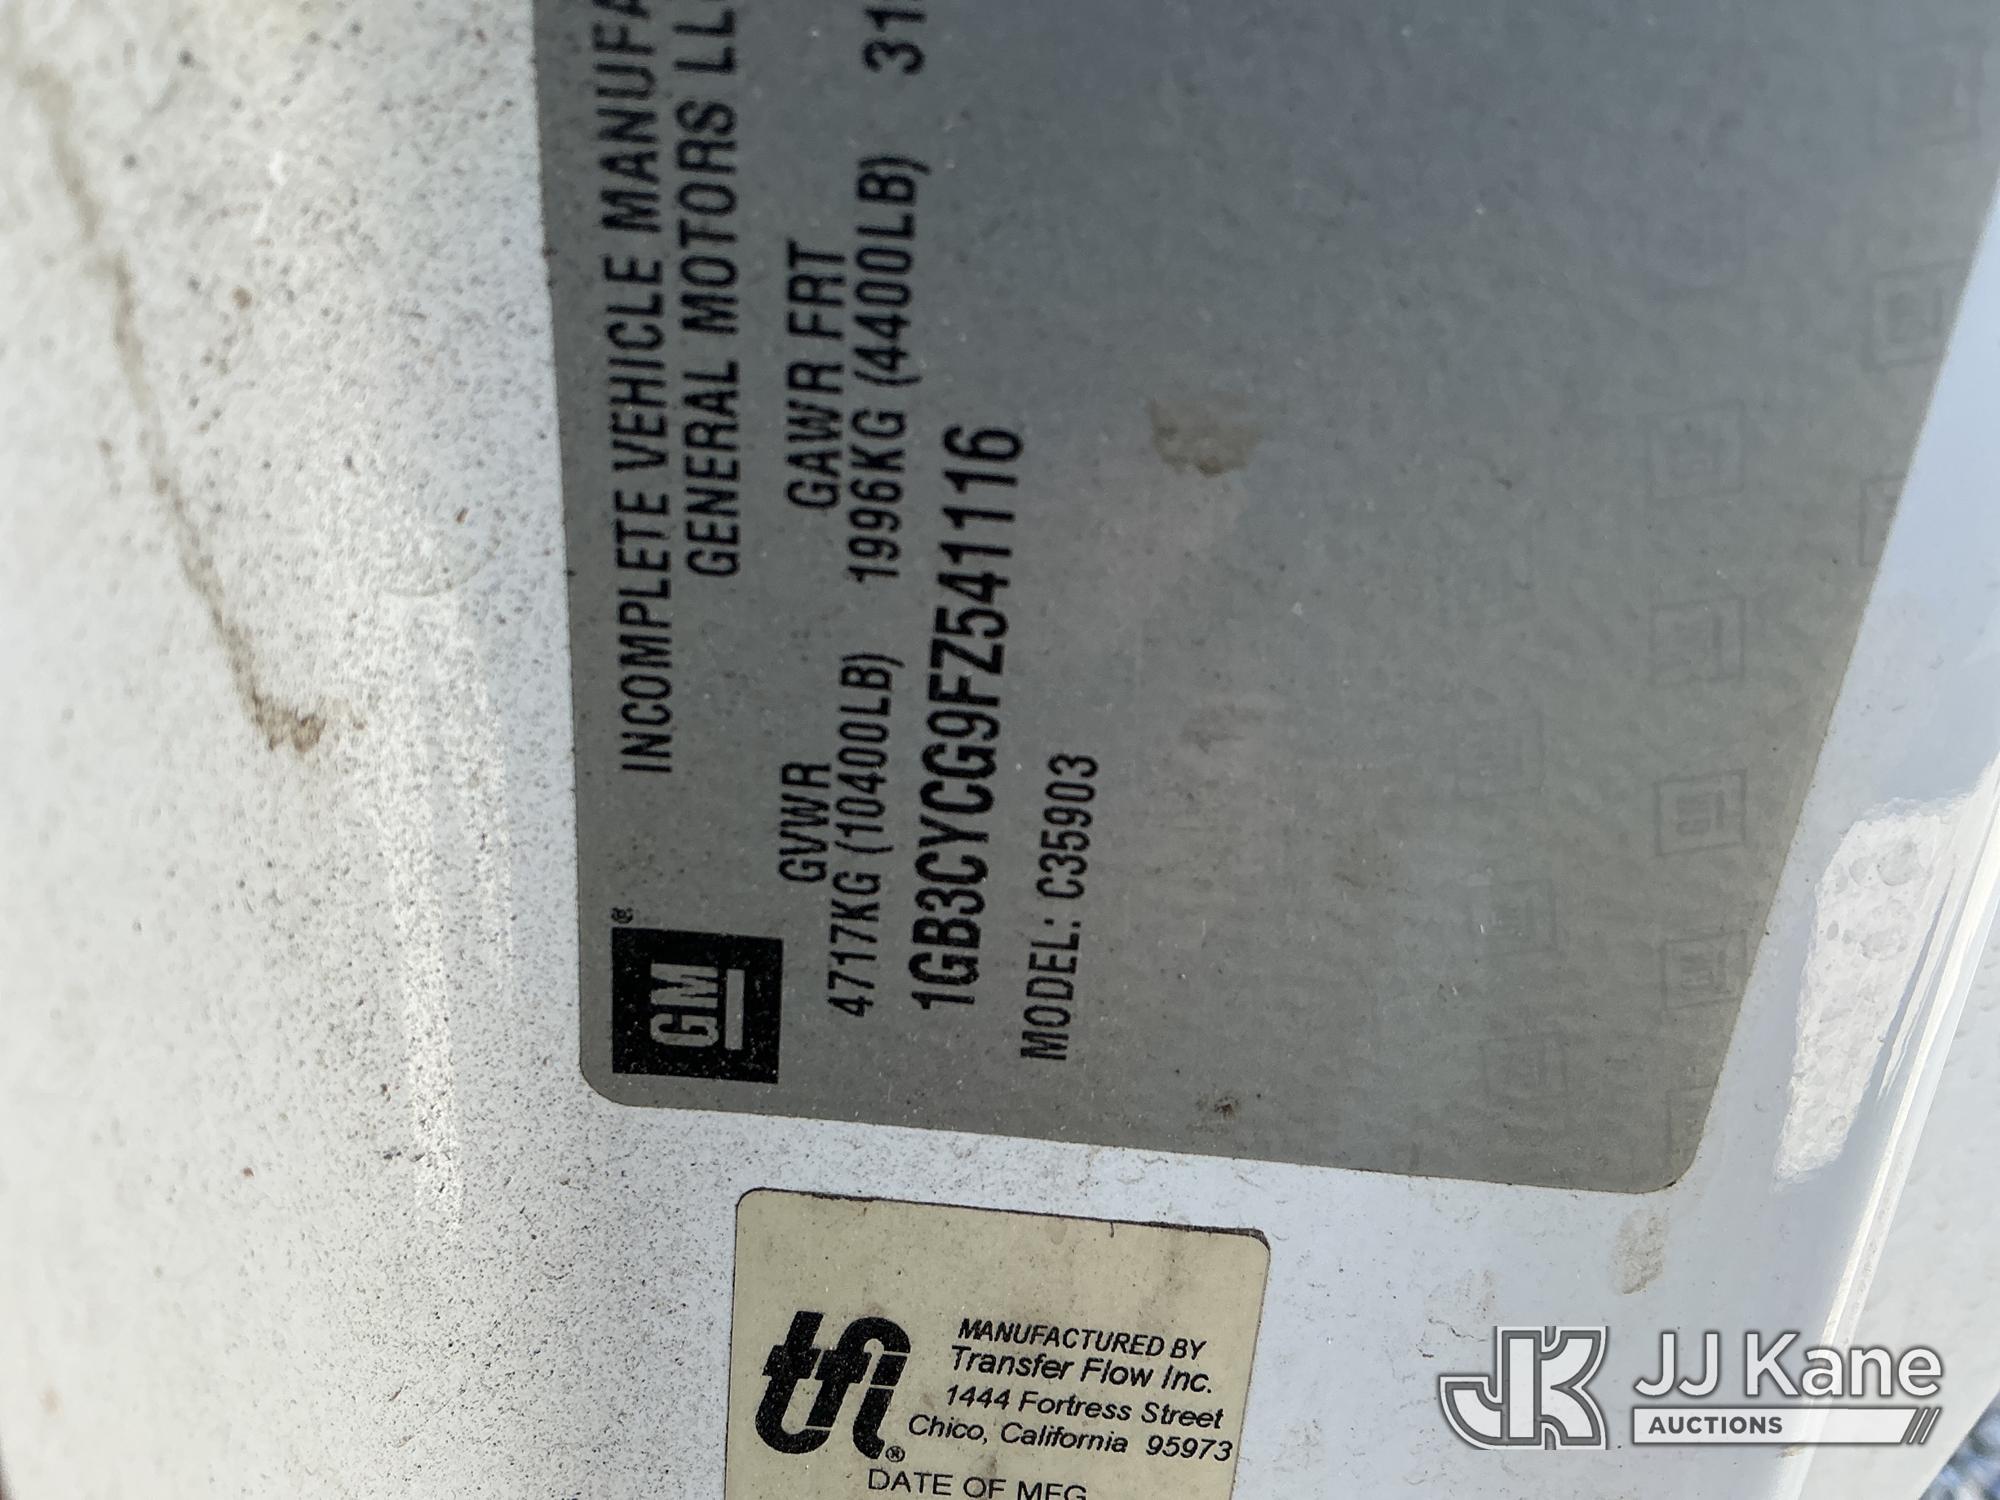 INCOMPLETE VEHICLE MANUFA
GENERAL MOTORS LLC
GM®
GVWR GAWR FRT
4717KG (10400LB) 1996KG (4400LB) 31
1GB3CYCG9FZ541116
MODEL: C35903
tfi®
MANUFACTURED BY
Transfer Flow Inc.
1444 Fortress Street
Chico, California 95973
DATE OF MFG
JJ Kane
AUCTIONS